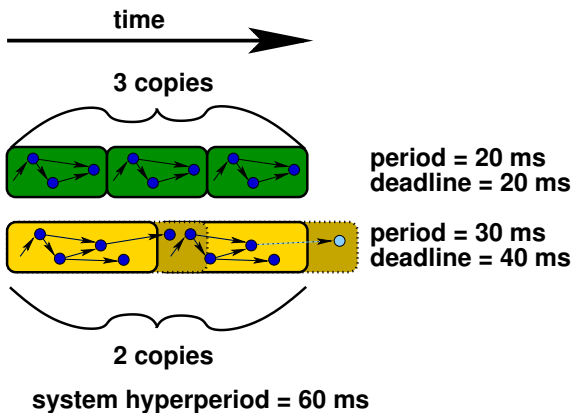 time
3 copies
period = 20 ms
deadline = 20 ms
period = 30 ms
deadline = 40 ms
2 copies
system hyperperiod = 60 ms